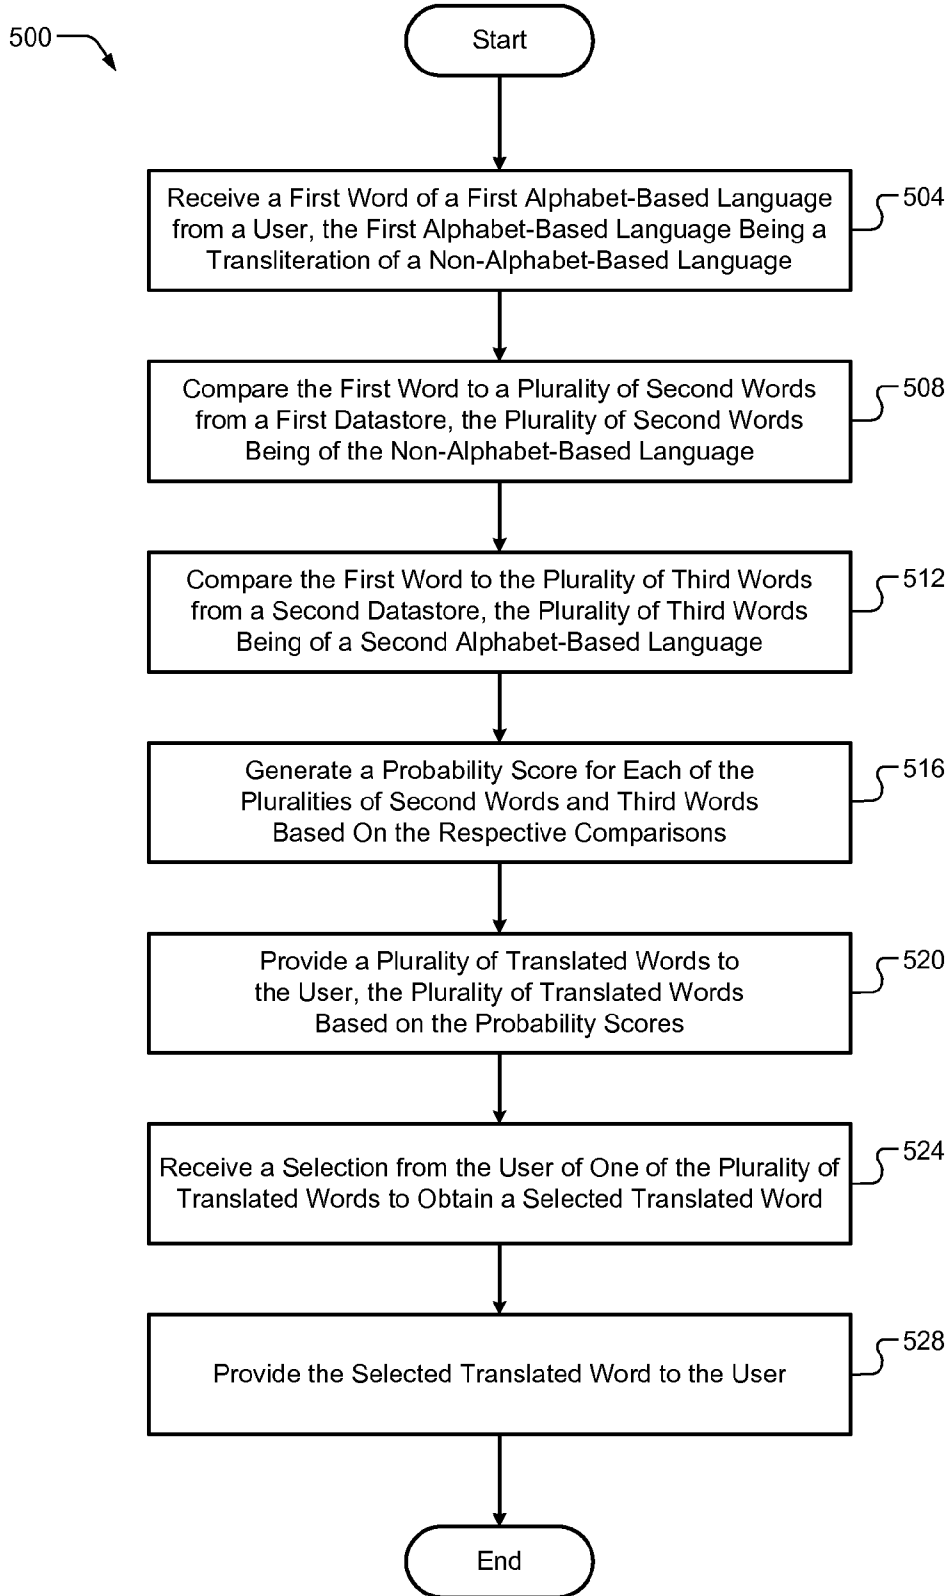 500
Start
Receive a First Word of a First Alphabet-Based Language
from a User, the First Alphabet-Based Language Being a
Transliteration of a Non-Alphabet-Based Language
504
Compare the First Word to a Plurality of Second Words
from a First Datastore, the Plurality of Second Words
Being of the Non-Alphabet-Based Language
508
Compare the First Word to the Plurality of Third Words
from a Second Datastore, the Plurality of Third Words
Being of a Second Alphabet-Based Language
512
Generate a Probability Score for Each of the
Pluralities of Second Words and Third Words
Based On the Respective Comparisons
516
Provide a Plurality of Translated Words to
the User, the Plurality of Translated Words
Based on the Probability Scores
520
Receive a Selection from the User of One of the Plurality of
Translated Words to Obtain a Selected Translated Word
524
Provide the Selected Translated Word to the User
528
End